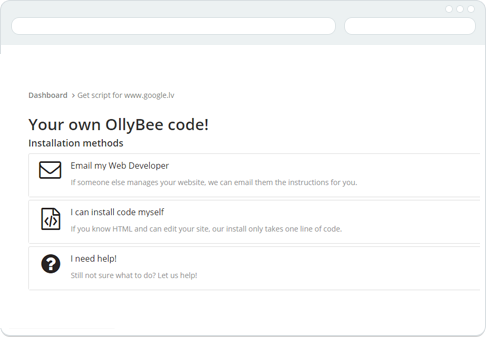 Dashboard > Get script for www.google.lv
Your own OllyBee code!
Installation methods
Email my Web Developer
If someone else manages your website, we can email them the instructions for you.
I can install code myself
If you know HTML and can edit your site, our install only takes one line of code.
I need help!
Still not sure what to do? Let us help!